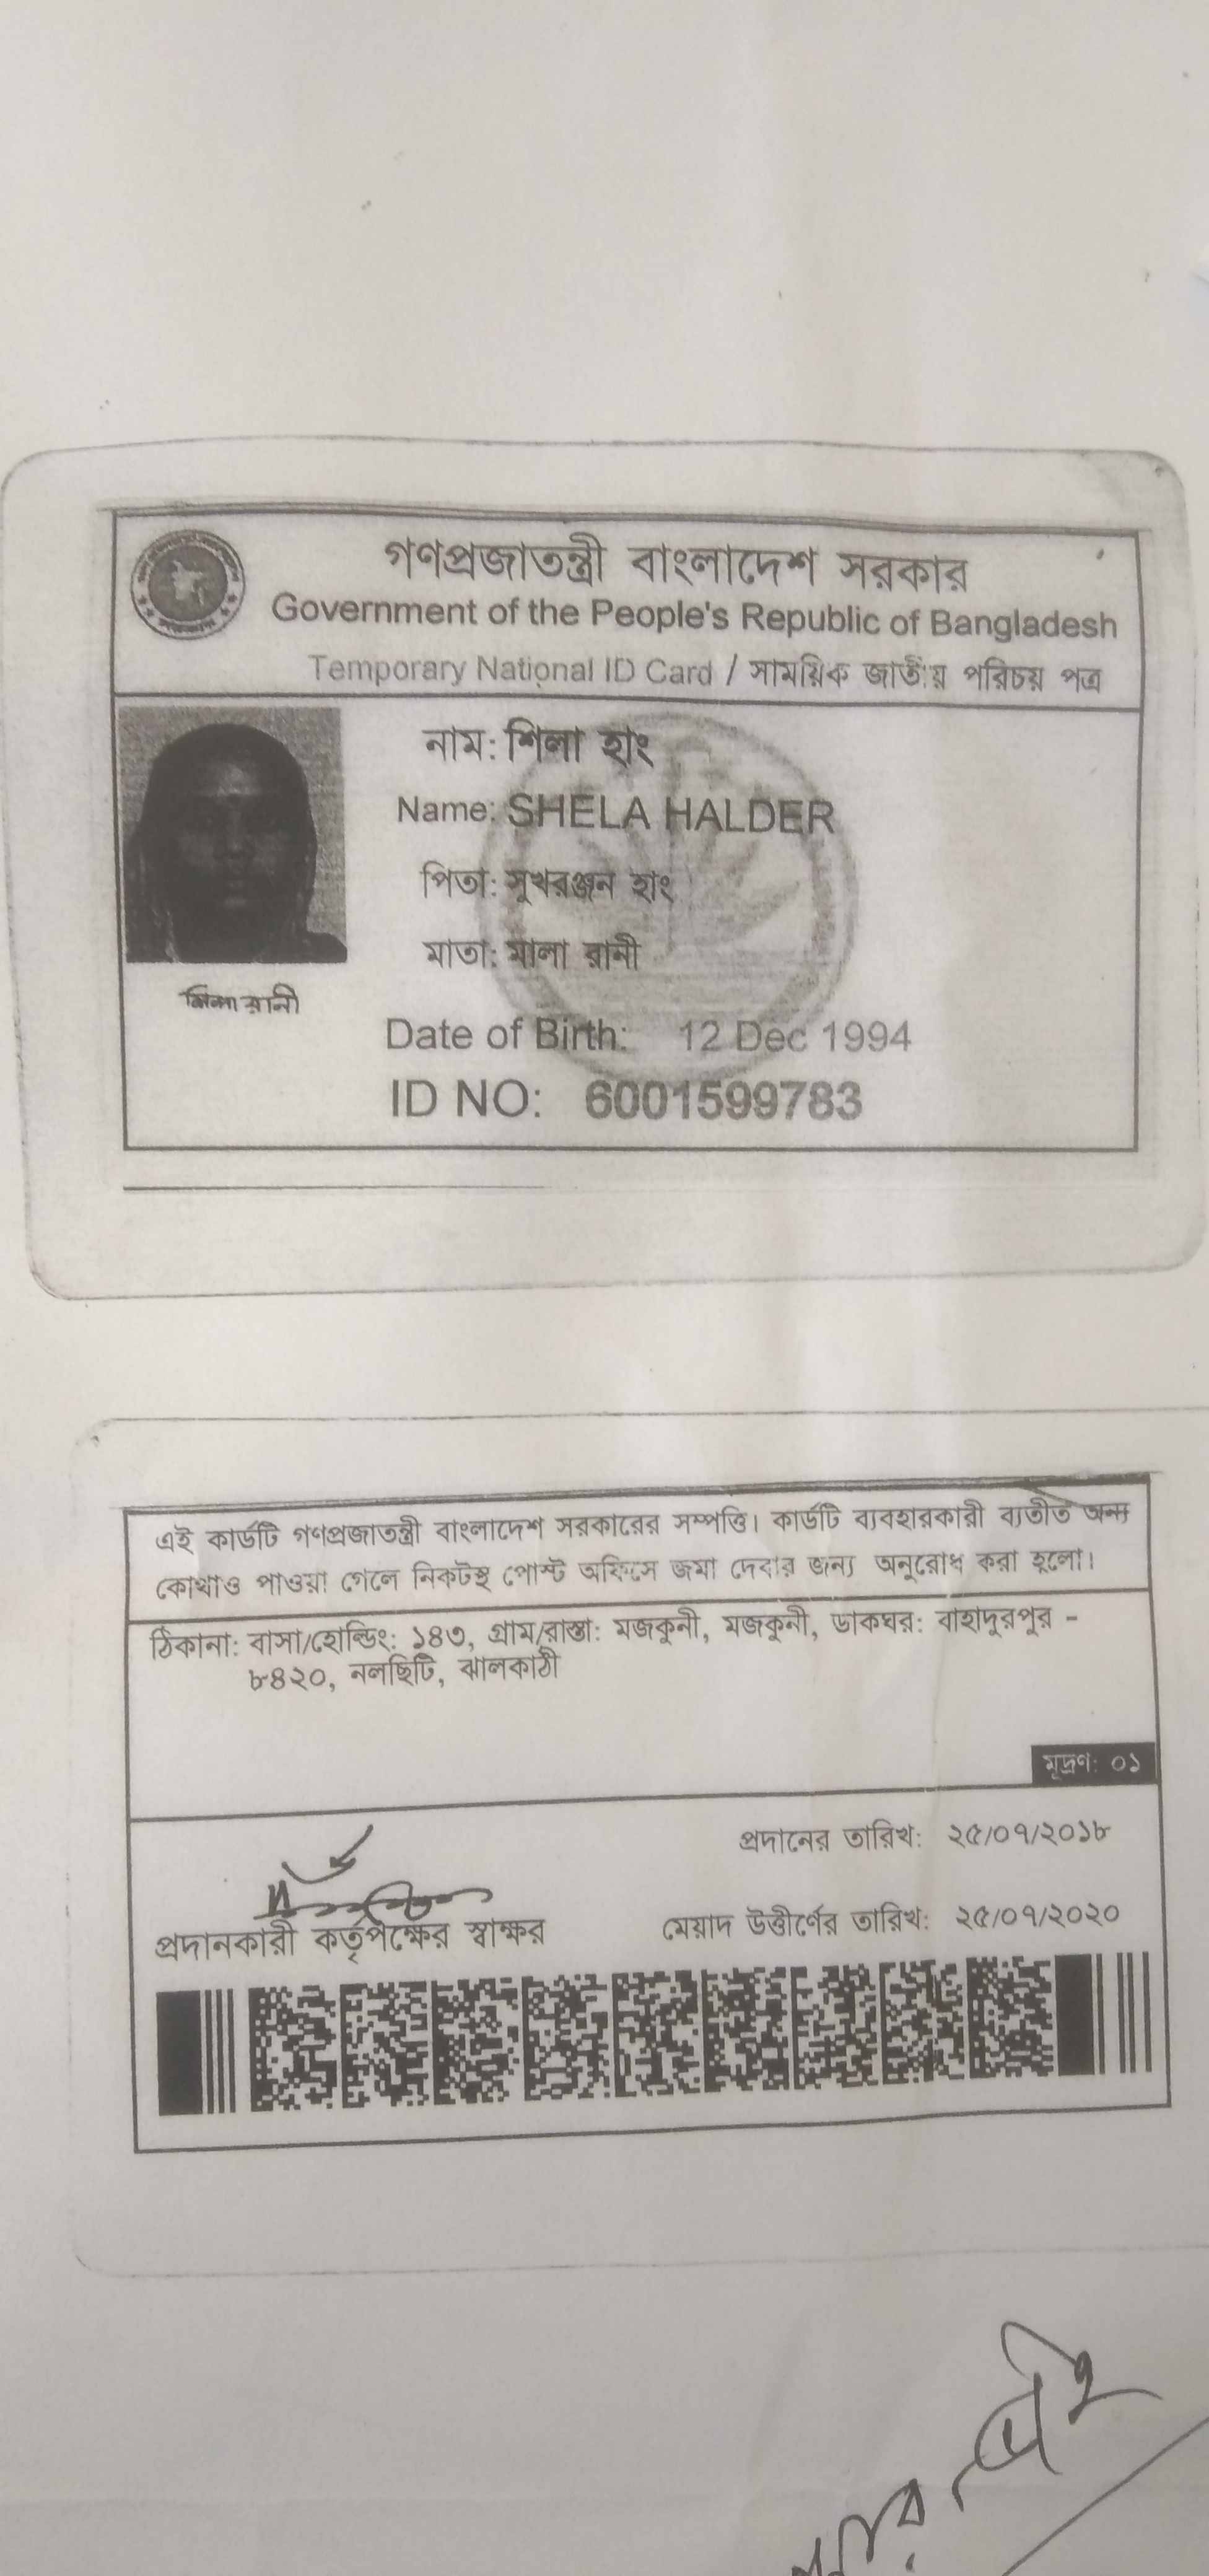 গণপ্রজাতন্ত্রী বাংলাদেশ সরকার
Government of the People's Republic of Bangladesh
Temporary National ID Card / সাময়িক জাতীয় পরিচয় পত্র
নাম: শিলা হাং
Name: SHELA HALDER
পিতা: সুখরঞ্জন হাং
মাতা: মালা রানী
শিলা রানী
Date of Birth: 12 Dec 1994
ID NO: 6001599783
এই কার্ডটি গণপ্রজাতন্ত্রী বাংলাদেশ সরকারের সম্পত্তি। কার্ডটি ব্যবহারকারী ব্যতীত অন্য
কোথাও পাওয়া গেলে নিকটস্থ পোস্ট অফিসে জমা দেবার জন্য অনুরোধ করা হলো।
ঠিকানা: বাসা/হোল্ডিং: ১৪৩, গ্রাম/রাস্তা: মজকুনী, মজকুনী, ডাকঘর: বাহাদুরপুর -
৮৪২০, নলছিটি, ঝালকাঠী
মূদ্রণ: ০১
প্রদানের তারিখ: ২৫/০৭/২০১৮
প্রদানকারী কর্তৃপক্ষের স্বাক্ষর
মেয়াদ উত্তীর্ণের তারিখ: ২৫/০৭/২০২০